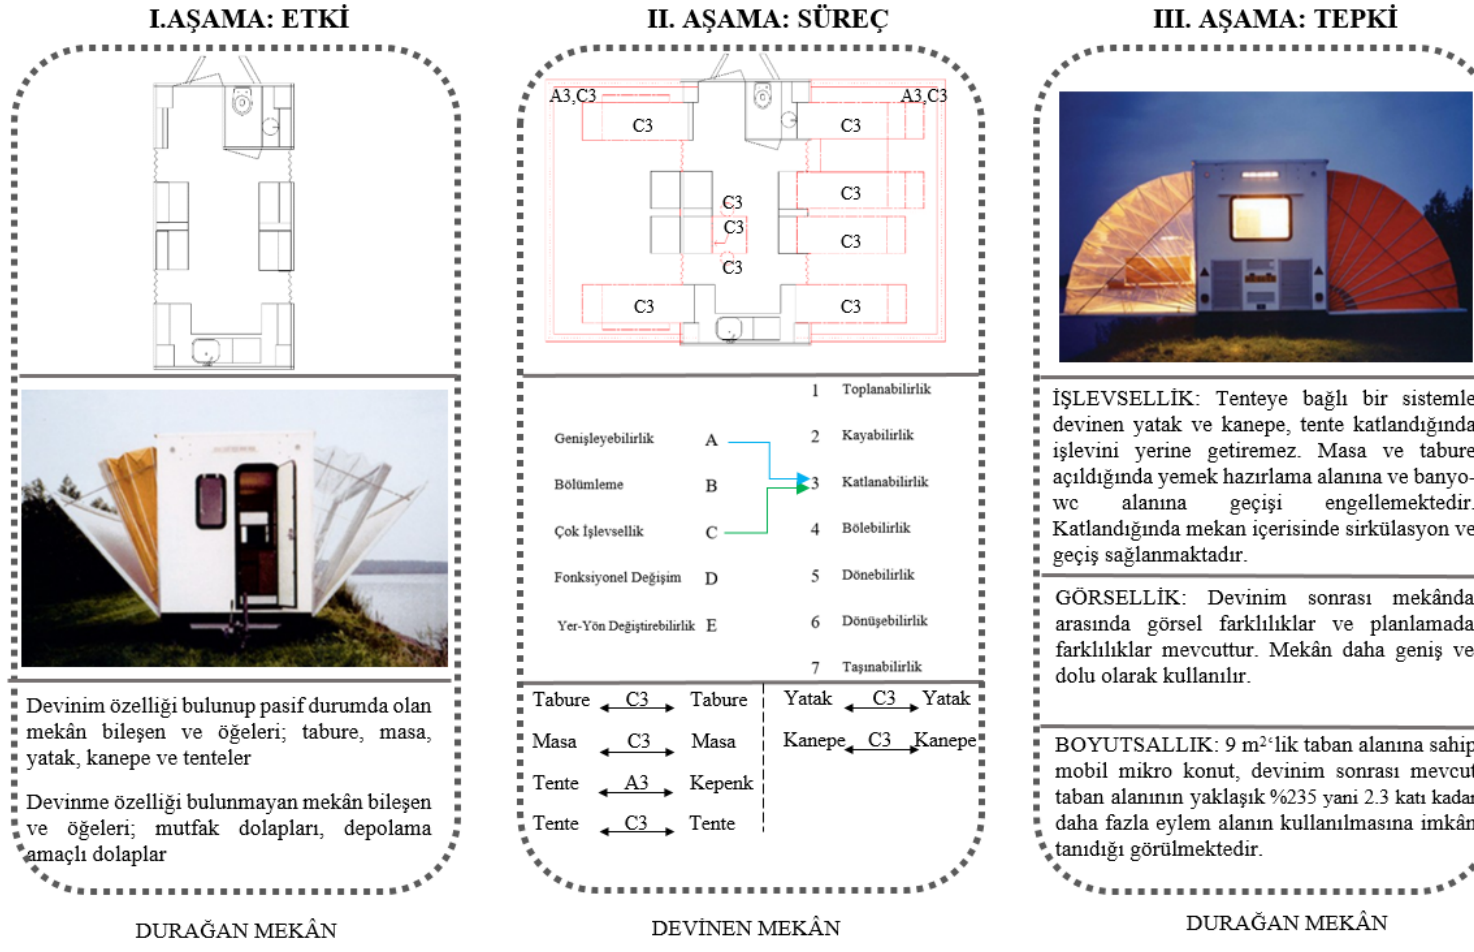 I.AŞAMA: ETKİ
Devinim özelliği bulunup pasif durumda olan
mekân bileşen ve öğeleri; tabure, masa,
yatak, kanepe ve tenteler
Devinme özelliği bulunmayan mekân bileşen
ve öğeleri; mutfak dolapları, depolama
amaçlı dolaplar
DURAĞAN MEKÂN
II. AŞAMA: SÜREÇ
A3,C3
A3,C3
C3
C3
C3
C3
C3
C3
C3
C3
C3
Genişleyebilirlik A
Bölümleme B
Çok İşlevsellik C
Fonksiyonel Değişim D
Yer-Yön Değiştirebilirlik E
1 Toplanabilirlik
2 Kayabilirlik
3 Katlanabilirlik
4 Bölebilirlik
5 Dönebilirlik
6 Dönüşebilirlik
7 Taşınabilirlik
Tabure C3 Tabure
Masa C3 Masa
Tente A3 Kepenk
Tente C3 Tente
Yatak C3 Yatak
Kanepe C3 Kanepe
DEVİNEN MEKÂN
III. AŞAMA: TEPKİ
İŞLEVSELLİK: Tenteye bağlı bir sistemle
devinen yatak ve kanepe, tente katlandığında
işlevini yerine getiremez. Masa ve tabure
açıldığında yemek hazırlama alanına ve banyo-
wc alanına geçişi engellemektedir.
Katlandığında mekan içerisinde sirkülasyon ve
geçiş sağlanmaktadır.
GÖRSELLİK: Devinim sonrası mekânda
arasında görsel farklılıklar ve planlamada
farklılıklar mevcuttur. Mekân daha geniş ve
dolu olarak kullanılır.
BOYUTSALLIK: 9 m²‘lik taban alanına sahip
mobil mikro konut, devinim sonrası mevcut
taban alanının yaklaşık %235 yani 2.3 katı kadar
daha fazla eylem alanın kullanılmasına imkân
tanıdığı görülmektedir.
DURAĞAN MEKÂN